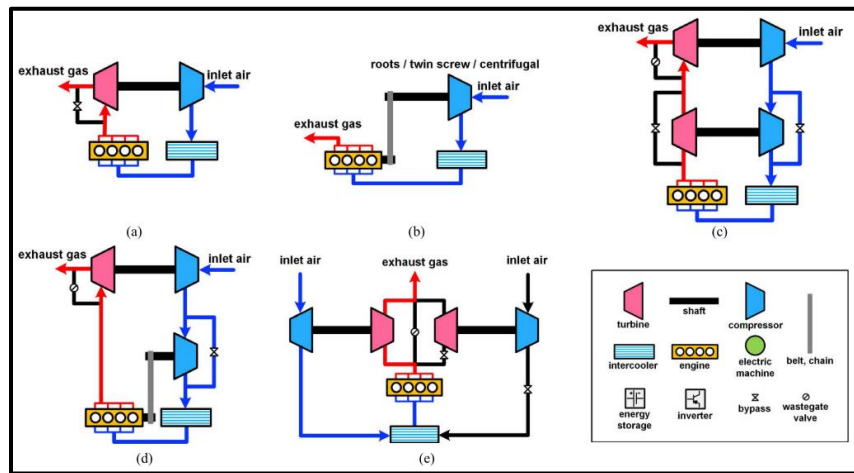 exhaust gas
inlet air
(a)
roots / twin screw / centrifugal
inlet air
exhaust gas
(b)
exhaust gas
inlet air
(c)
exhaust gas
inlet air
(d)
inlet air
exhaust gas
inlet air
(e)
turbine
shaft
compressor
belt, chain
intercooler
engine
electric
machine
energy
storage
inverter
bypass
wastegate
valve